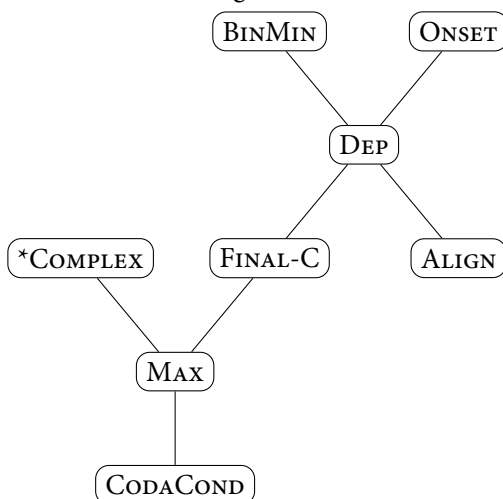 BINMIN ONSET
DEP
*COMPLEX FINAL-C ALIGN
MAX
CODACOND